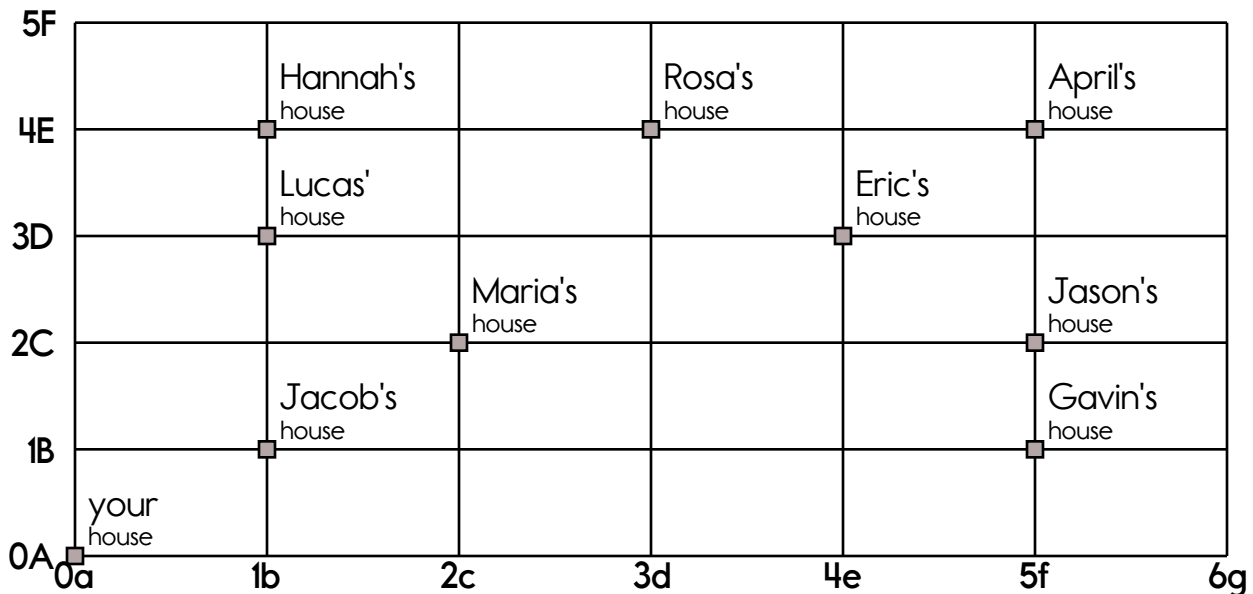 5F
Hannah's
house
Rosa's
house
April's
house
4E
Lucas'
house
Eric's
house
3D
Maria's
house
Jason's
house
2C
Jacob's
house
Gavin's
house
1B
your
house
0A
0a 1b 2c 3d 4e 5f 6g